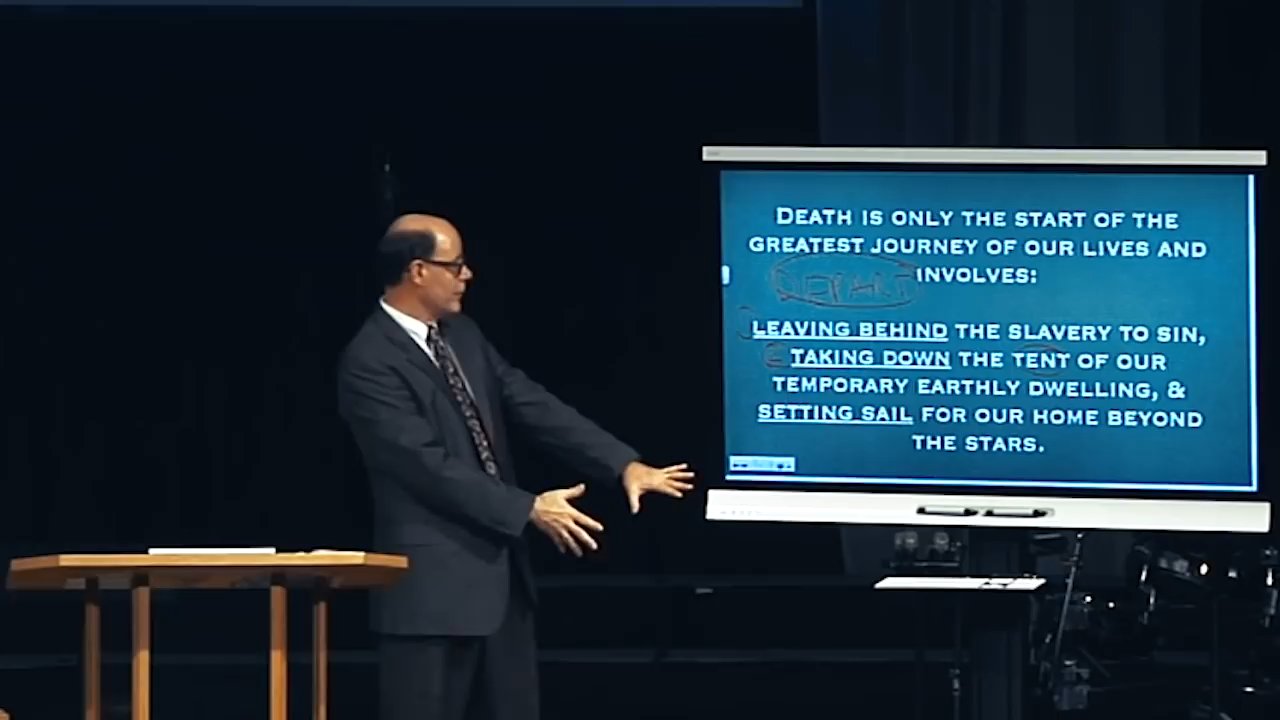 DEATH IS ONLY THE START OF THE
GREATEST JOURNEY OF OUR LIVES AND
INVOLVES:
DEPART
LEAVING BEHIND THE SLAVERY TO SIN,
TAKING DOWN THE TENT OF OUR
TEMPORARY EARTHLY DWELLING, &
SETTING SAIL FOR OUR HOME BEYOND
THE STARS.